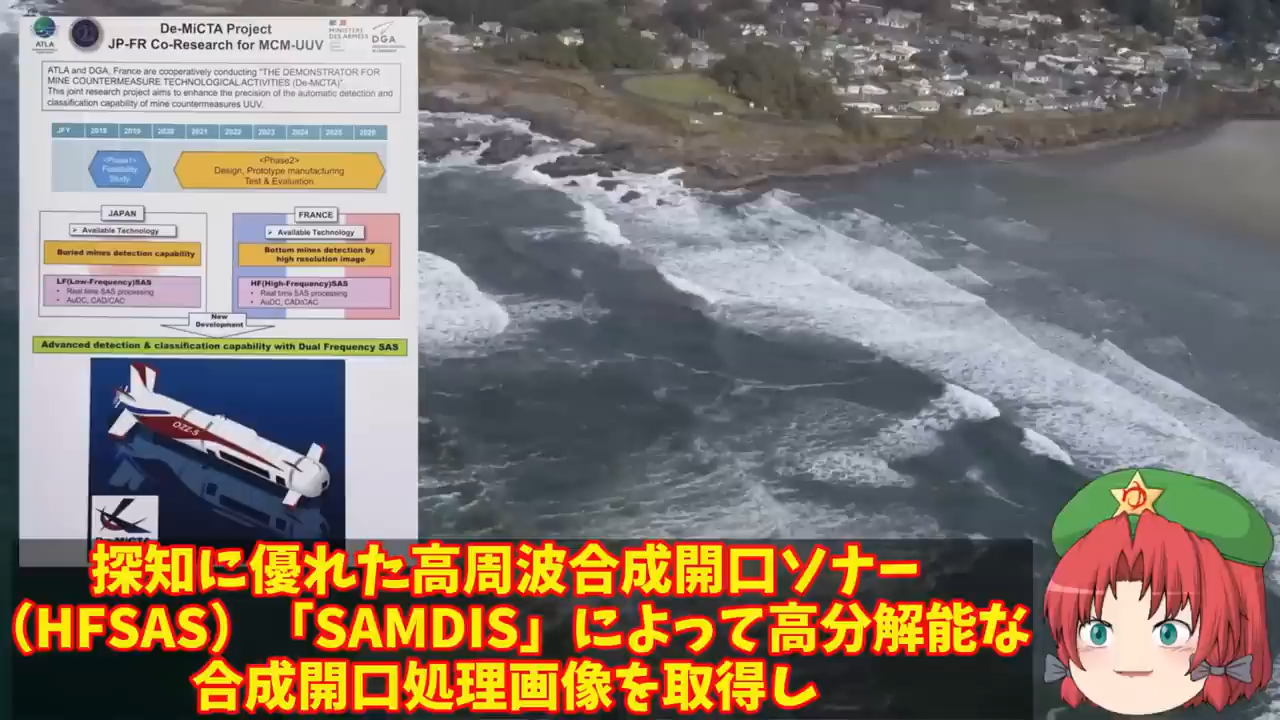 De-MiCTA Project
JP-FR Co-Research for MCM-UUV
ATLA
MINISTÈRE
DES ARMÉES
DGA
ATLA and DGA, France are cooperatively conducting "THE DEMONSTRATOR FOR
MINE COUNTERMEASURE TECHNOLOGICAL ACTIVITIES (De-MiCTA)"
This joint research project aims to enhance the precision of the automatic detection and
classification capability of mine countermeasures UUV.
JFY 2018 2019 2020 2021 2022 2023 2024 2025 2026
<Phase1>
Feasibility
Study
<Phase2>
Design, Prototype manufacturing
Test & Evaluation
JAPAN
➢ Available Technology
Buried mines detection capability
LF(Low-Frequency)SAS
• Real time SAS processing
• AuDC, CAD/CAC
FRANCE
➢ Available Technology
Bottom mines detection by
high resolution image
HF(High-Frequency)SAS
• Real time SAS processing
• AuDC, CAD/CAC
New
Development
Advanced detection & classification capability with Dual Frequency SAS
OZZ-5
De-MiCTA
探知に優れた高周波合成開口ソナー
（HFSAS）「SAMDIS」によって高分解能な
合成開口処理画像を取得し